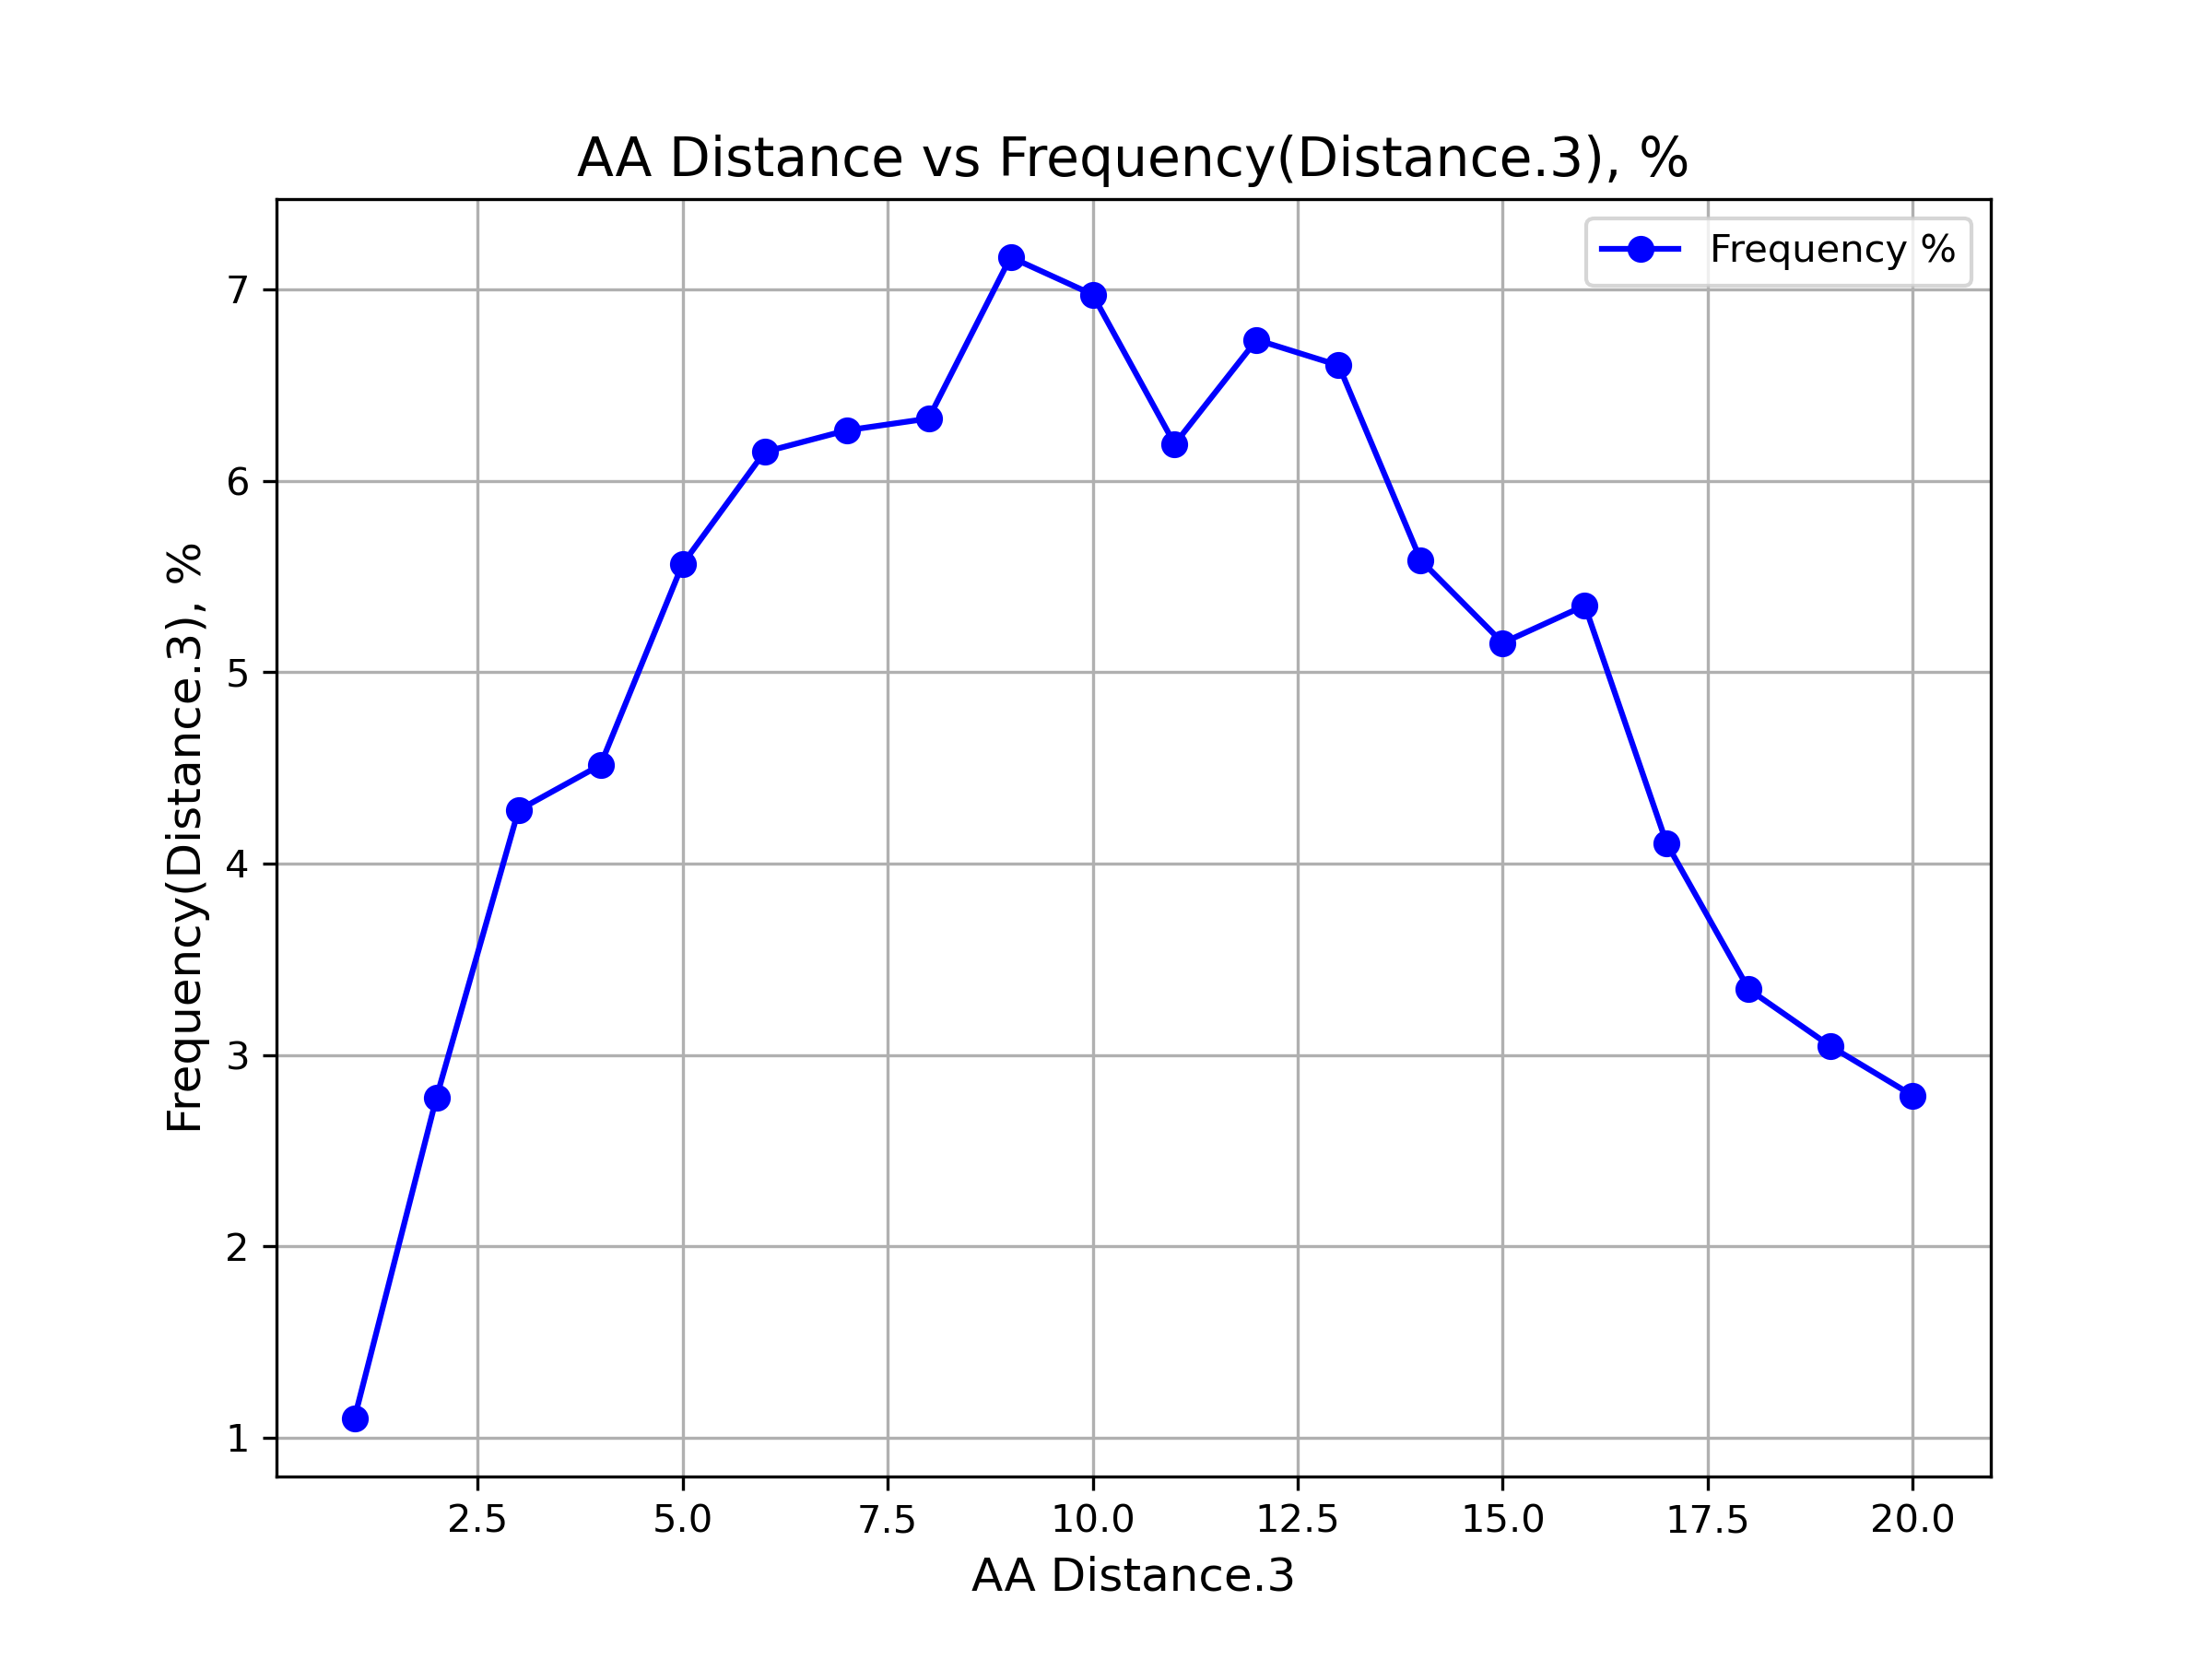 AA Distance vs Frequency(Distance.3), %
Frequency %
7
6
5
4
3
2
1
Frequency(Distance.3), %
2.5 5.0 7.5 10.0 12.5 15.0 17.5 20.0
AA Distance.3